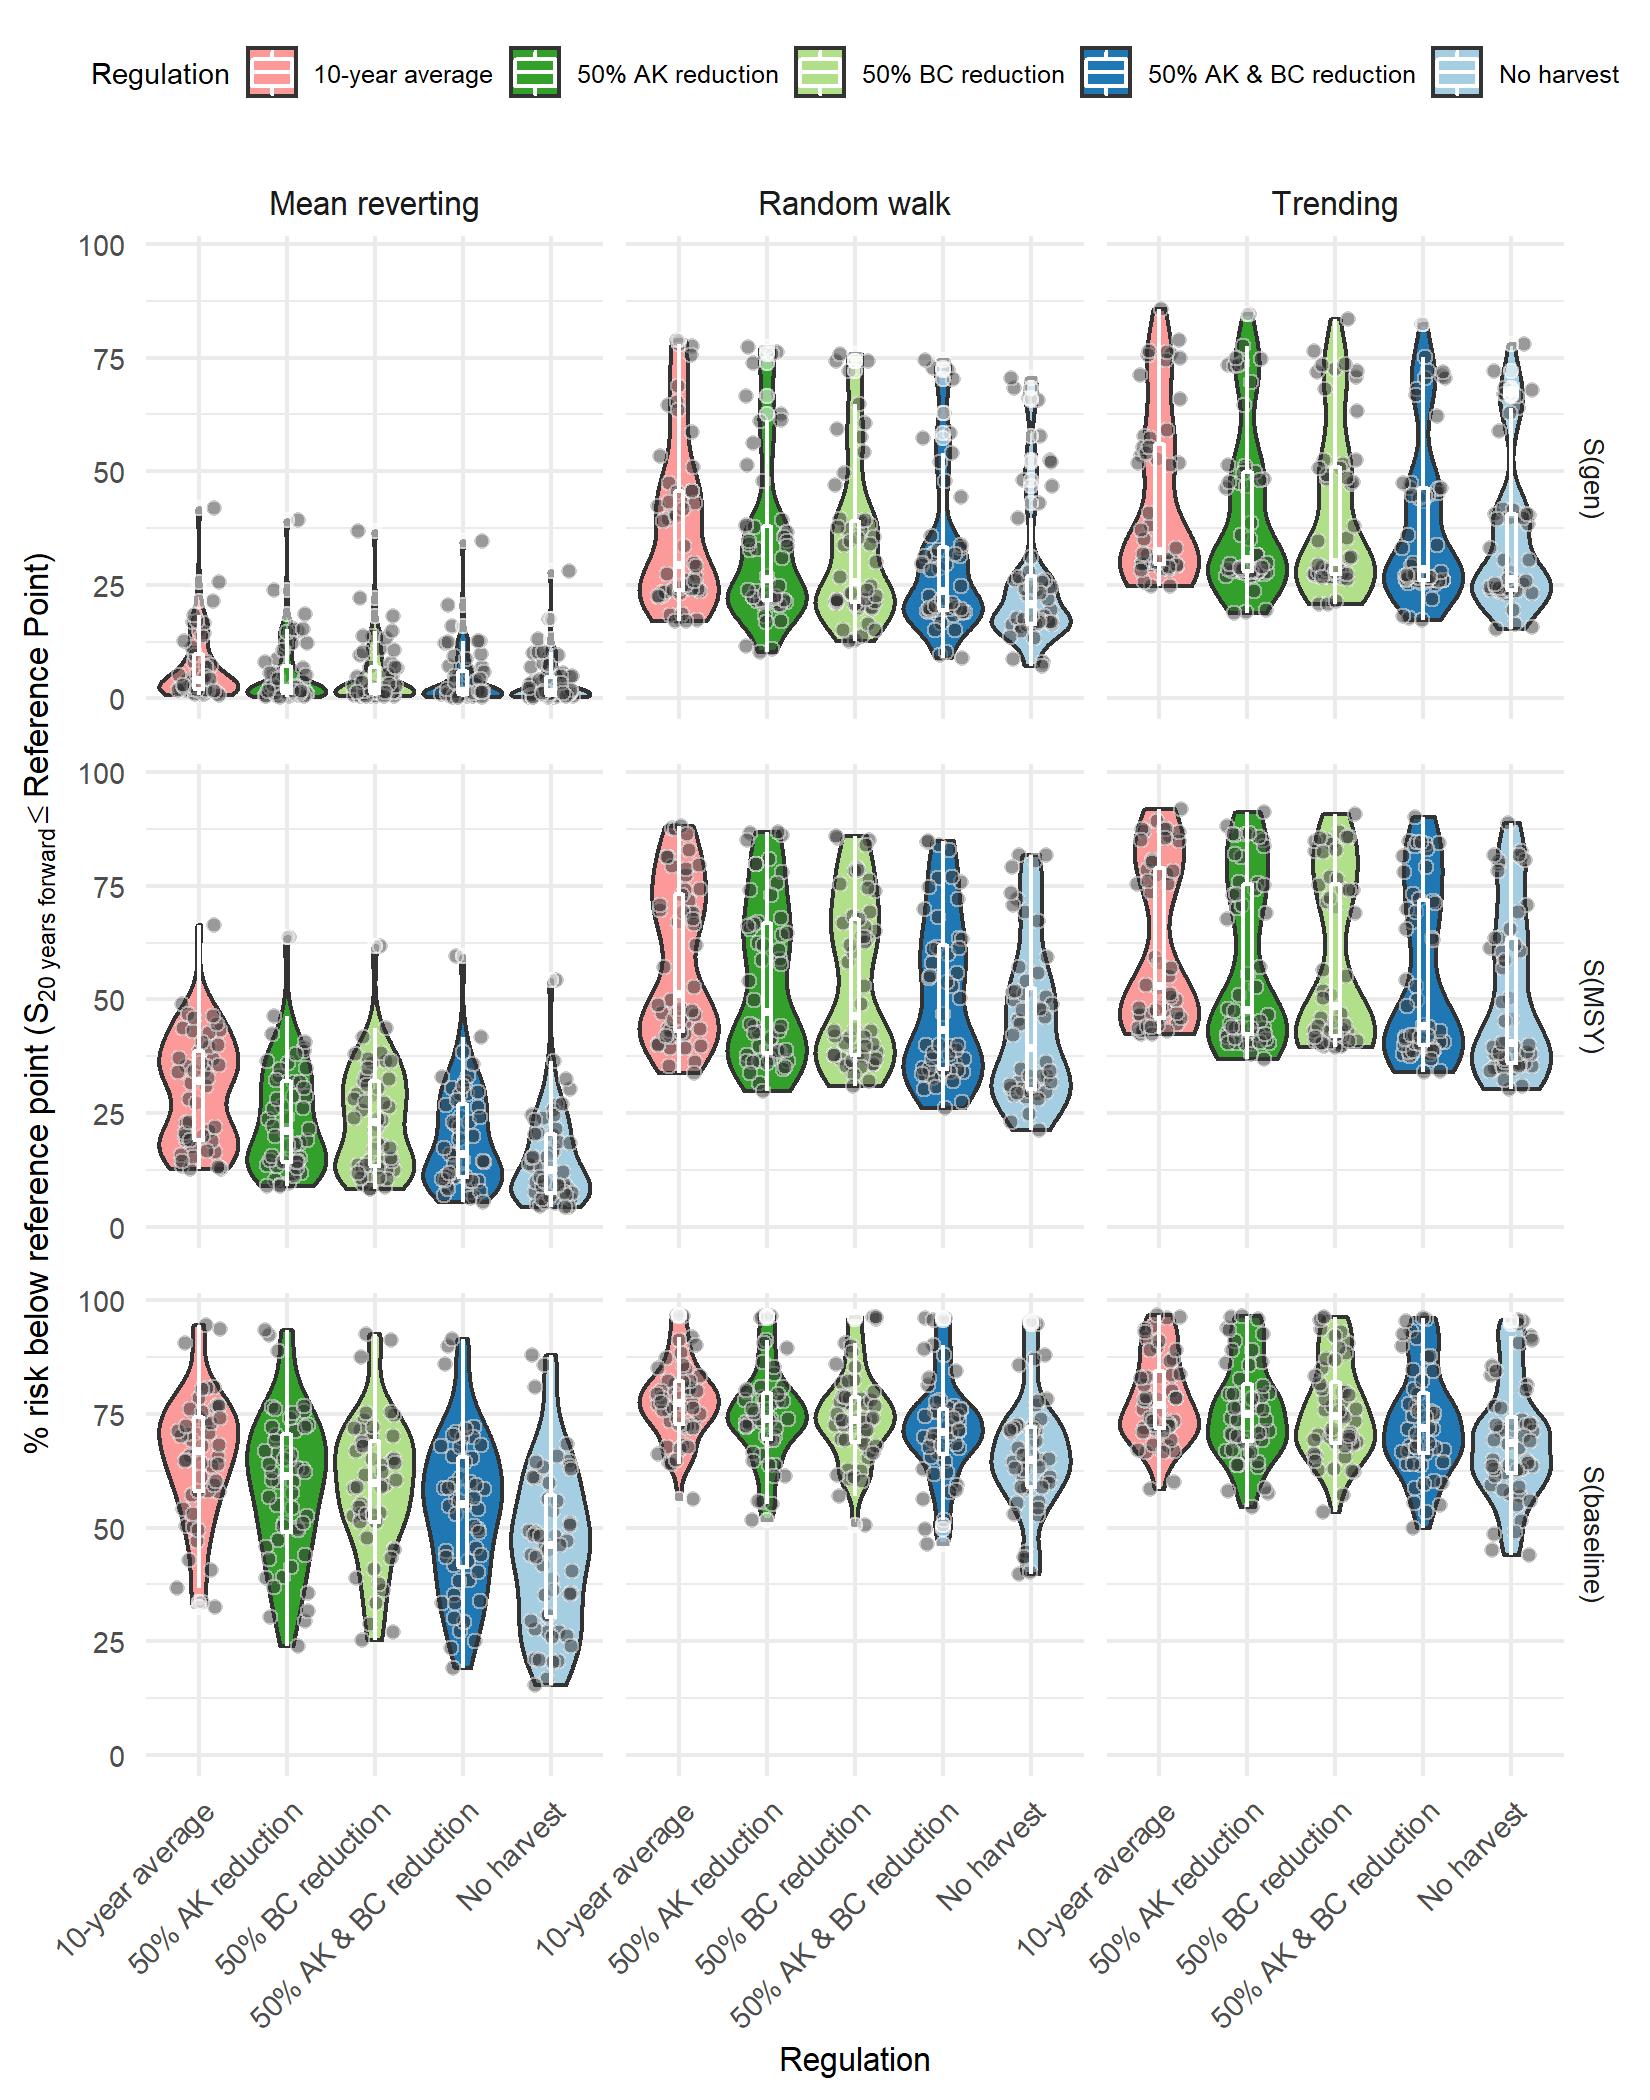 Regulation 10-year average 50% AK reduction 50% BC reduction 50% AK & BC reduction No harvest
Mean reverting Random walk Trending
% risk below reference point (S20 years forward ≤ Reference Point)
100
75
50
25
0
S(gen)
100
75
50
25
0
S(MSY)
100
75
50
25
0
S(baseline)
10-year average 50% AK reduction 50% BC reduction 50% AK & BC reduction No harvest 10-year average 50% AK reduction 50% BC reduction 50% AK & BC reduction No harvest 10-year average 50% AK reduction 50% BC reduction 50% AK & BC reduction No harvest
Regulation